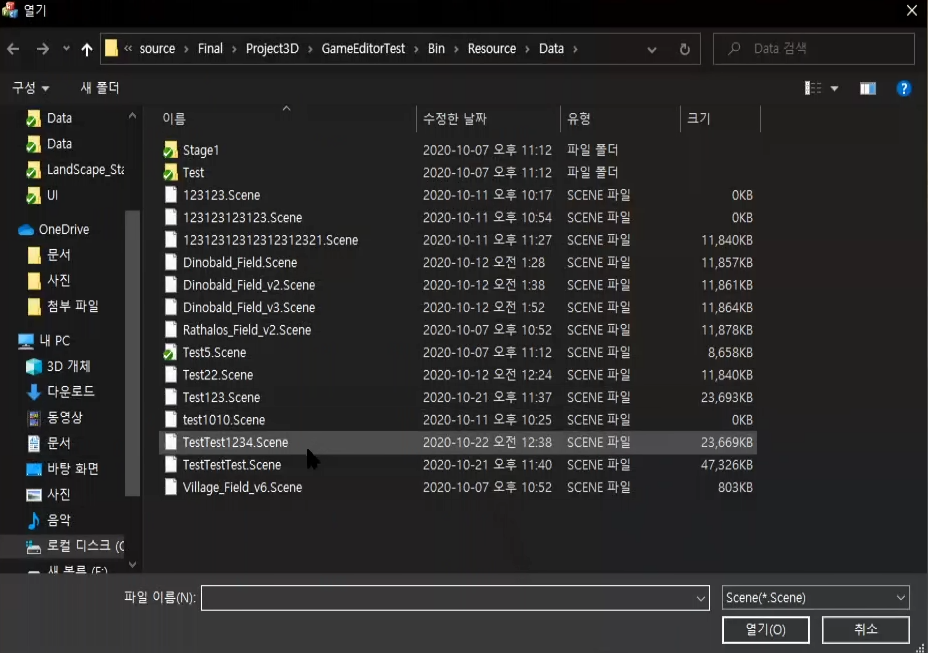 열기
« source › Final › Project3D › GameEditorTest › Bin › Resource › Data › Data 검색
구성 새 폴더
이름 수정한 날짜 유형 크기
Data
Data
LandScape_Sta
UI
OneDrive
문서
사진
첨부 파일
내 PC
3D 개체
다운로드
동영상
문서
바탕 화면
사진
음악
로컬 디스크 (C
새 볼륨 (F:)
Stage1 2020-10-07 오후 11:12 파일 폴더
Test 2020-10-07 오후 11:12 파일 폴더
123123.Scene 2020-10-11 오후 10:17 SCENE 파일 0KB
123123123123.Scene 2020-10-11 오후 10:54 SCENE 파일 0KB
12312312312312312321.Scene 2020-10-11 오후 11:27 SCENE 파일 11,840KB
Dinobald_Field.Scene 2020-10-12 오전 1:28 SCENE 파일 11,857KB
Dinobald_Field_v2.Scene 2020-10-12 오전 1:38 SCENE 파일 11,861KB
Dinobald_Field_v3.Scene 2020-10-12 오전 1:52 SCENE 파일 11,864KB
Rathalos_Field_v2.Scene 2020-10-07 오후 10:52 SCENE 파일 11,878KB
Test5.Scene 2020-10-07 오후 11:12 SCENE 파일 8,658KB
Test22.Scene 2020-10-12 오전 12:24 SCENE 파일 11,840KB
Test123.Scene 2020-10-21 오후 11:37 SCENE 파일 23,693KB
test1010.Scene 2020-10-11 오후 10:25 SCENE 파일 0KB
TestTest1234.Scene 2020-10-22 오전 12:38 SCENE 파일 23,669KB
TestTestTest.Scene 2020-10-21 오후 11:40 SCENE 파일 47,326KB
Village_Field_v6.Scene 2020-10-07 오후 10:52 SCENE 파일 803KB
파일 이름(N): Scene(*.Scene)
열기(O) 취소